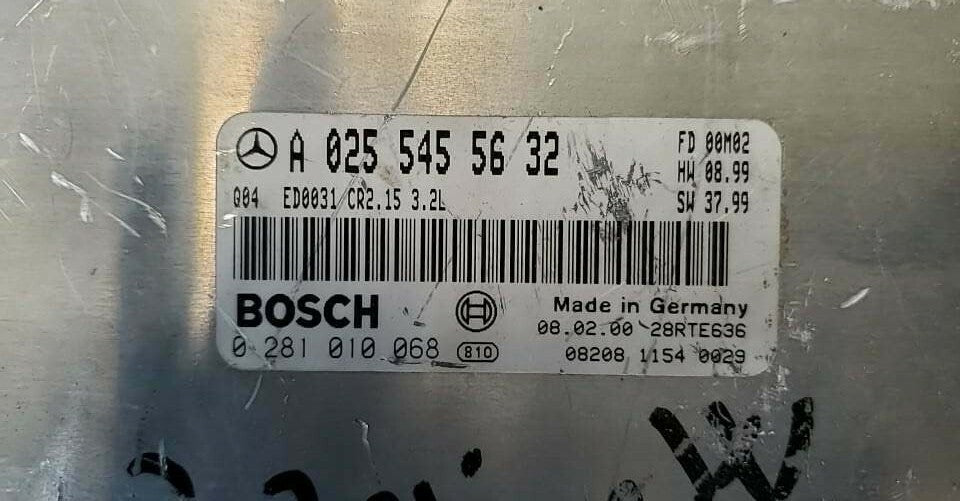 A 025 545 56 32
FD 00M02
HW 08.99
Q04 ED0031 CR2.15 3.2L
SW 37.99
BOSCH
Made in Germany
08.02.00 28RTE636
0 281 010 068 810
08208 1154 0029